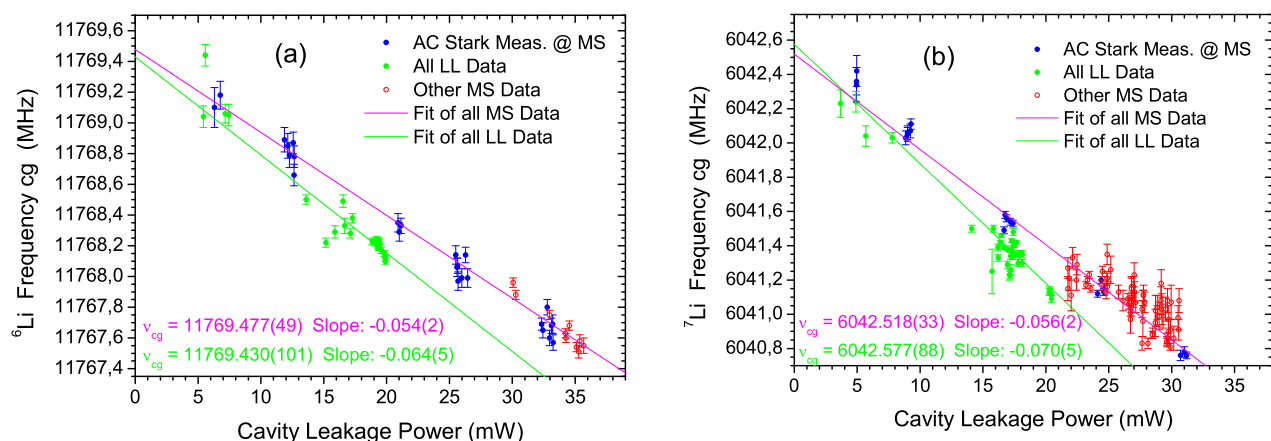 (a)
AC Stark Meas. @ MS
All LL Data
Other MS Data
Fit of all MS Data
Fit of all LL Data
11769,6
11769,4
11769,2
11769,0
11768,8
11768,6
11768,4
11768,2
11768,0
11767,8
11767,6
11767,4
⁶Li Frequency cg (MHz)
ν_cg = 11769.477(49) Slope: -0.054(2)
ν_cg = 11769.430(101) Slope: -0.064(5)
0 5 10 15 20 25 30 35
Cavity Leakage Power (mW)
(b)
AC Stark Meas. @ MS
All LL Data
Other MS Data
Fit of all MS Data
Fit of all LL Data
6042,6
6042,4
6042,2
6042,0
6041,8
6041,6
6041,4
6041,2
6041,0
6040,8
⁷Li Frequency cg (MHz)
ν_cg = 6042.518(33) Slope: -0.056(2)
ν_cg = 6042.577(88) Slope: -0.070(5)
0 5 10 15 20 25 30 35
Cavity Leakage Power (mW)